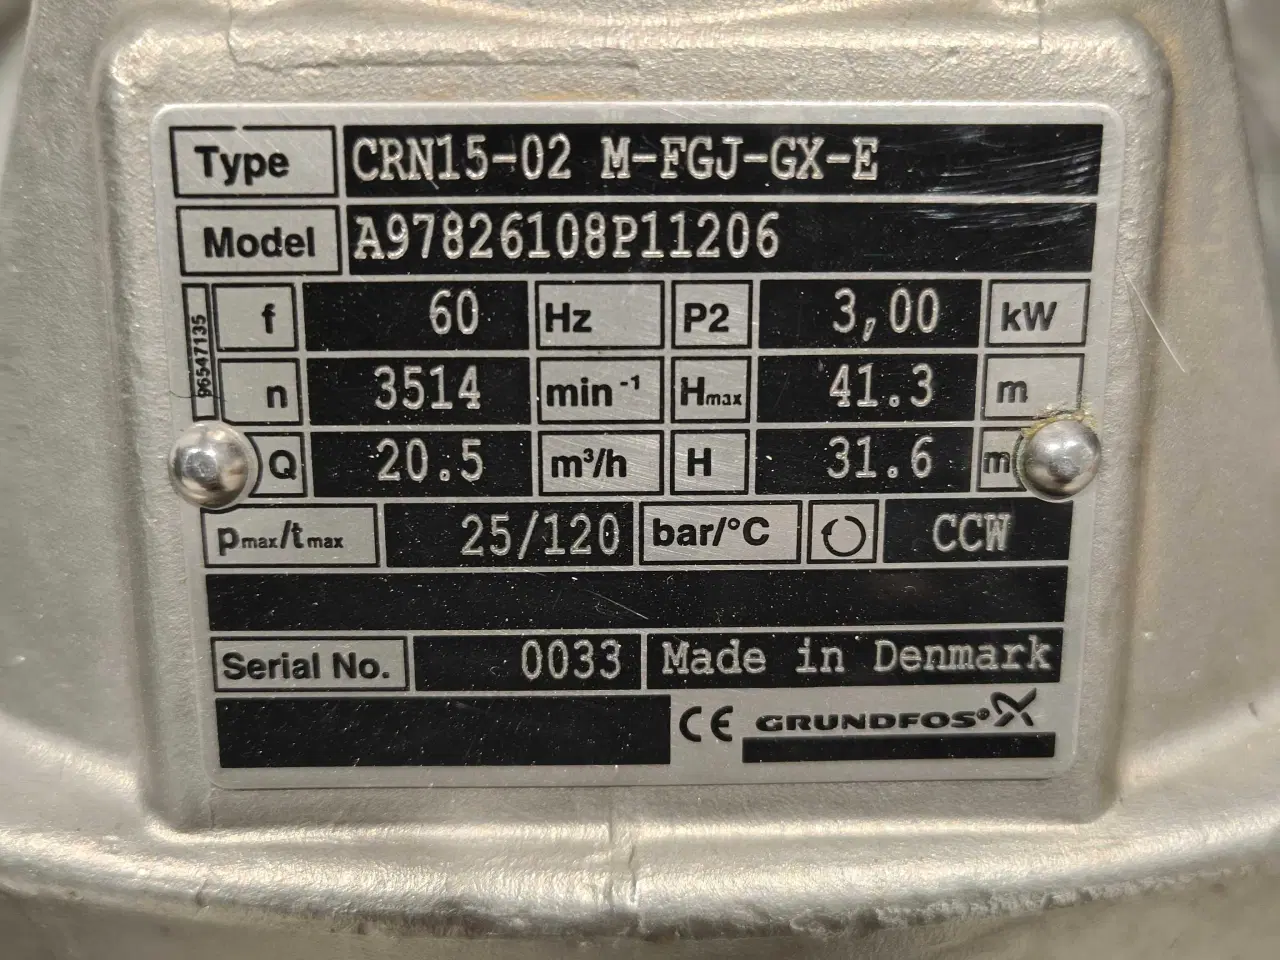 Type CRN15-02 M-FGJ-GX-E
Model A97826108P11206
96547135
f 60 Hz P2 3,00 kW
n 3514 min⁻¹ Hmax 41.3 m
Q 20.5 m³/h H 31.6 m
pmax/tmax 25/120 bar/°C CCW
Serial No. 0033 Made in Denmark
CE GRUNDFOS®